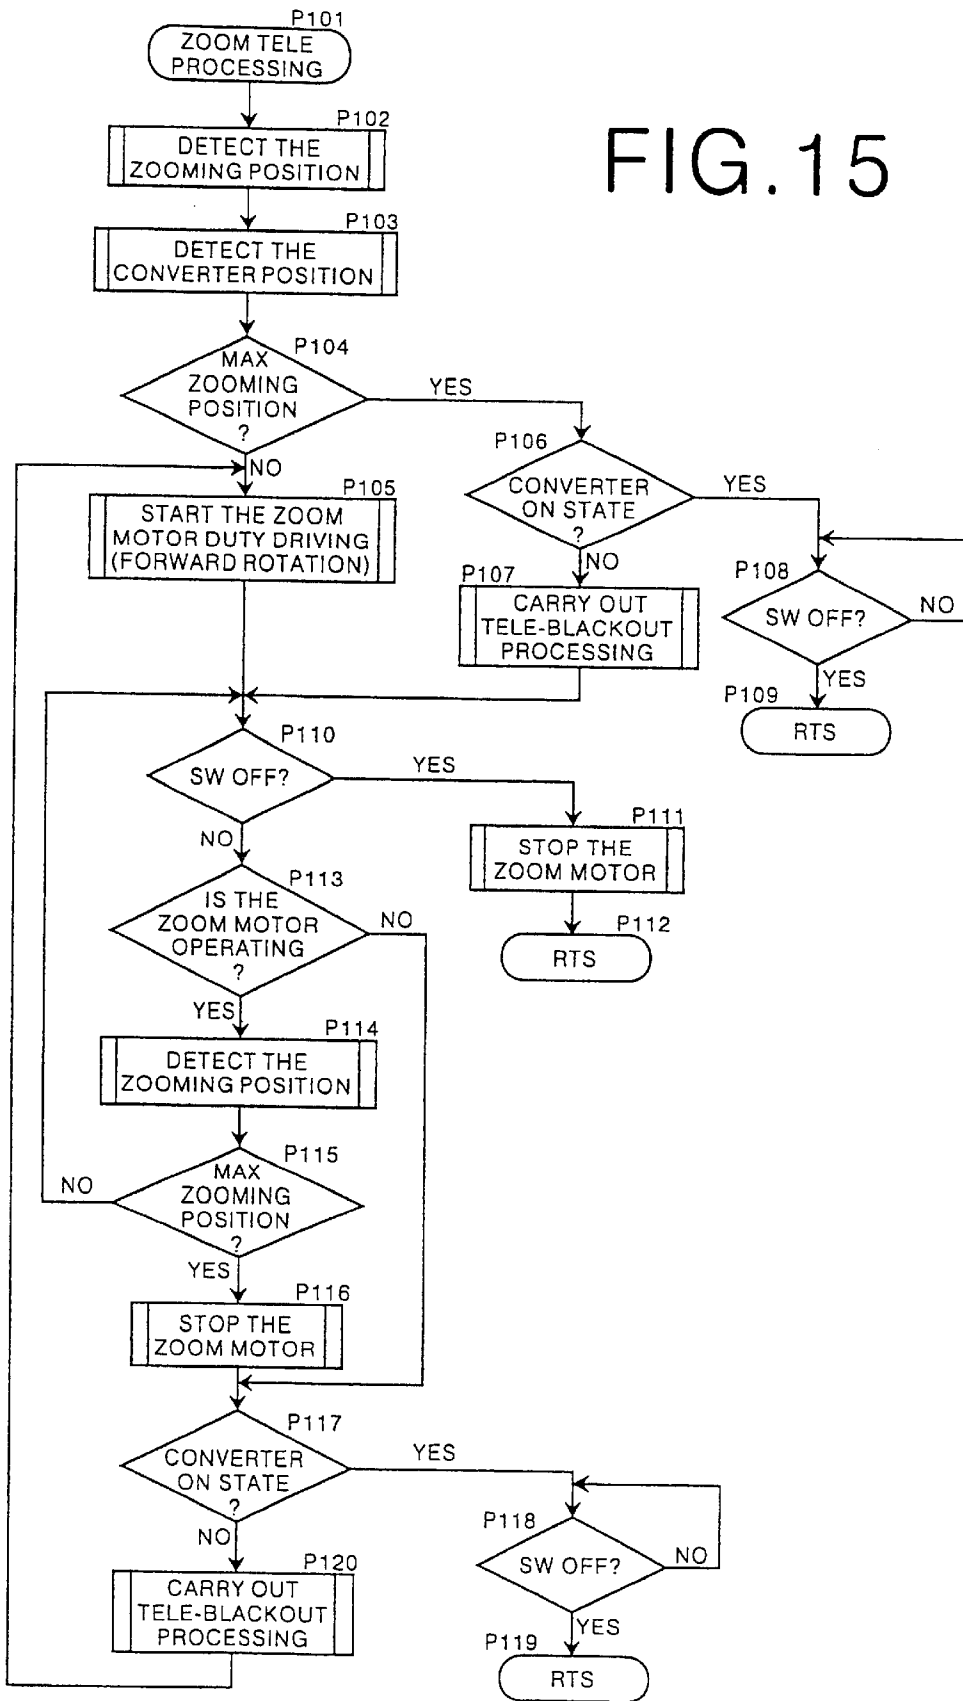 P101
ZOOM TELE
PROCESSING
P102
DETECT THE
ZOOMING POSITION
FIG. 15
P103
DETECT THE
CONVERTER POSITION
P104
MAX
ZOOMING
POSITION
?
YES
NO
P105
START THE ZOOM
MOTOR DUTY DRIVING
(FORWARD ROTATION)
P106
CONVERTER
ON STATE
?
YES
NO
P107
CARRY OUT
TELE-BLACKOUT
PROCESSING
P108
SW OFF?
NO
YES
P109
RTS
P110
SW OFF?
YES
NO
P111
STOP THE
ZOOM MOTOR
P112
RTS
P113
IS THE
ZOOM MOTOR
OPERATING
?
NO
YES
P114
DETECT THE
ZOOMING POSITION
P115
MAX
ZOOMING
POSITION
?
NO
YES
P116
STOP THE
ZOOM MOTOR
P117
CONVERTER
ON STATE
?
YES
NO
P118
SW OFF?
NO
YES
P119
RTS
P120
CARRY OUT
TELE-BLACKOUT
PROCESSING